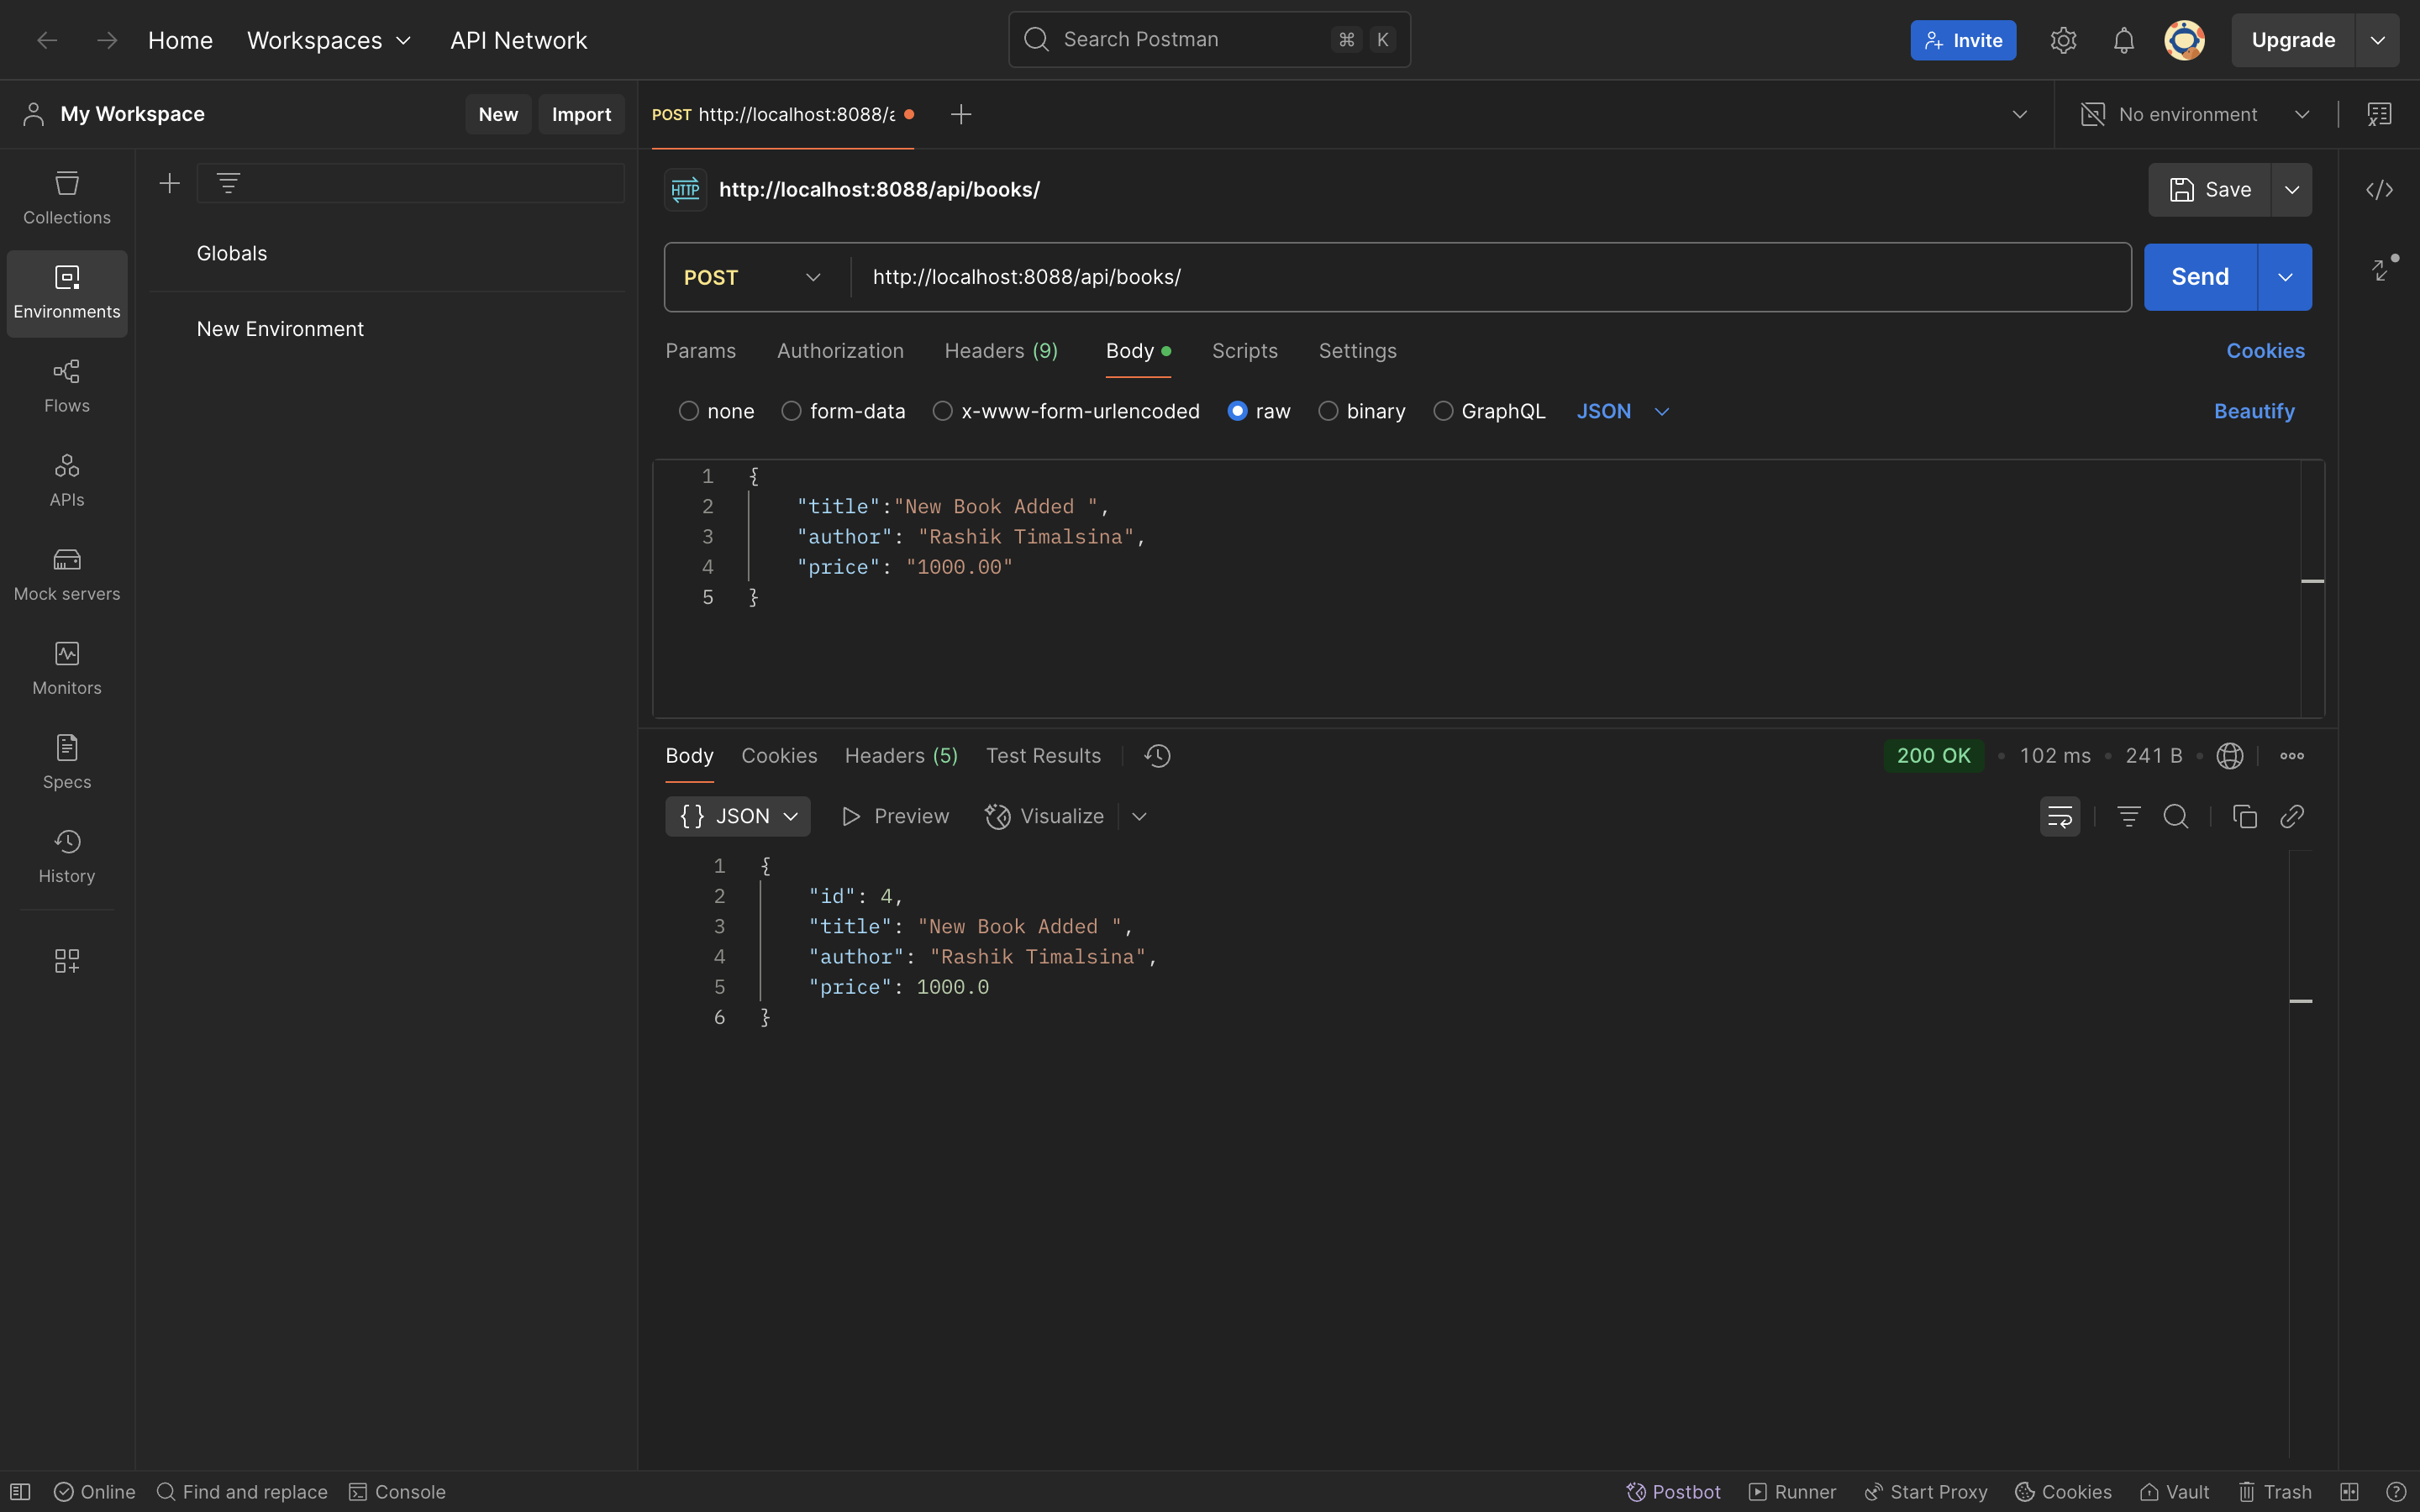 Home Workspaces API Network Search Postman ⌘ K Invite Upgrade
My Workspace New Import POST http://localhost:8088/a No environment
Collections
Environments
Flows
APIs
Mock servers
Monitors
Specs
History
Globals
New Environment
HTTP http://localhost:8088/api/books/ Save
POST http://localhost:8088/api/books/ Send
Params Authorization Headers (9) Body Scripts Settings Cookies
none form-data x-www-form-urlencoded raw binary GraphQL JSON Beautify
1 {
2 "title":"New Book Added ",
3 "author": "Rashik Timalsina",
4 "price": "1000.00"
5 }
Body Cookies Headers (5) Test Results 200 OK • 102 ms • 241 B •
{} JSON Preview Visualize
1 {
2 "id": 4,
3 "title": "New Book Added ",
4 "author": "Rashik Timalsina",
5 "price": 1000.0
6 }
Online Find and replace Console Postbot Runner Start Proxy Cookies Vault Trash